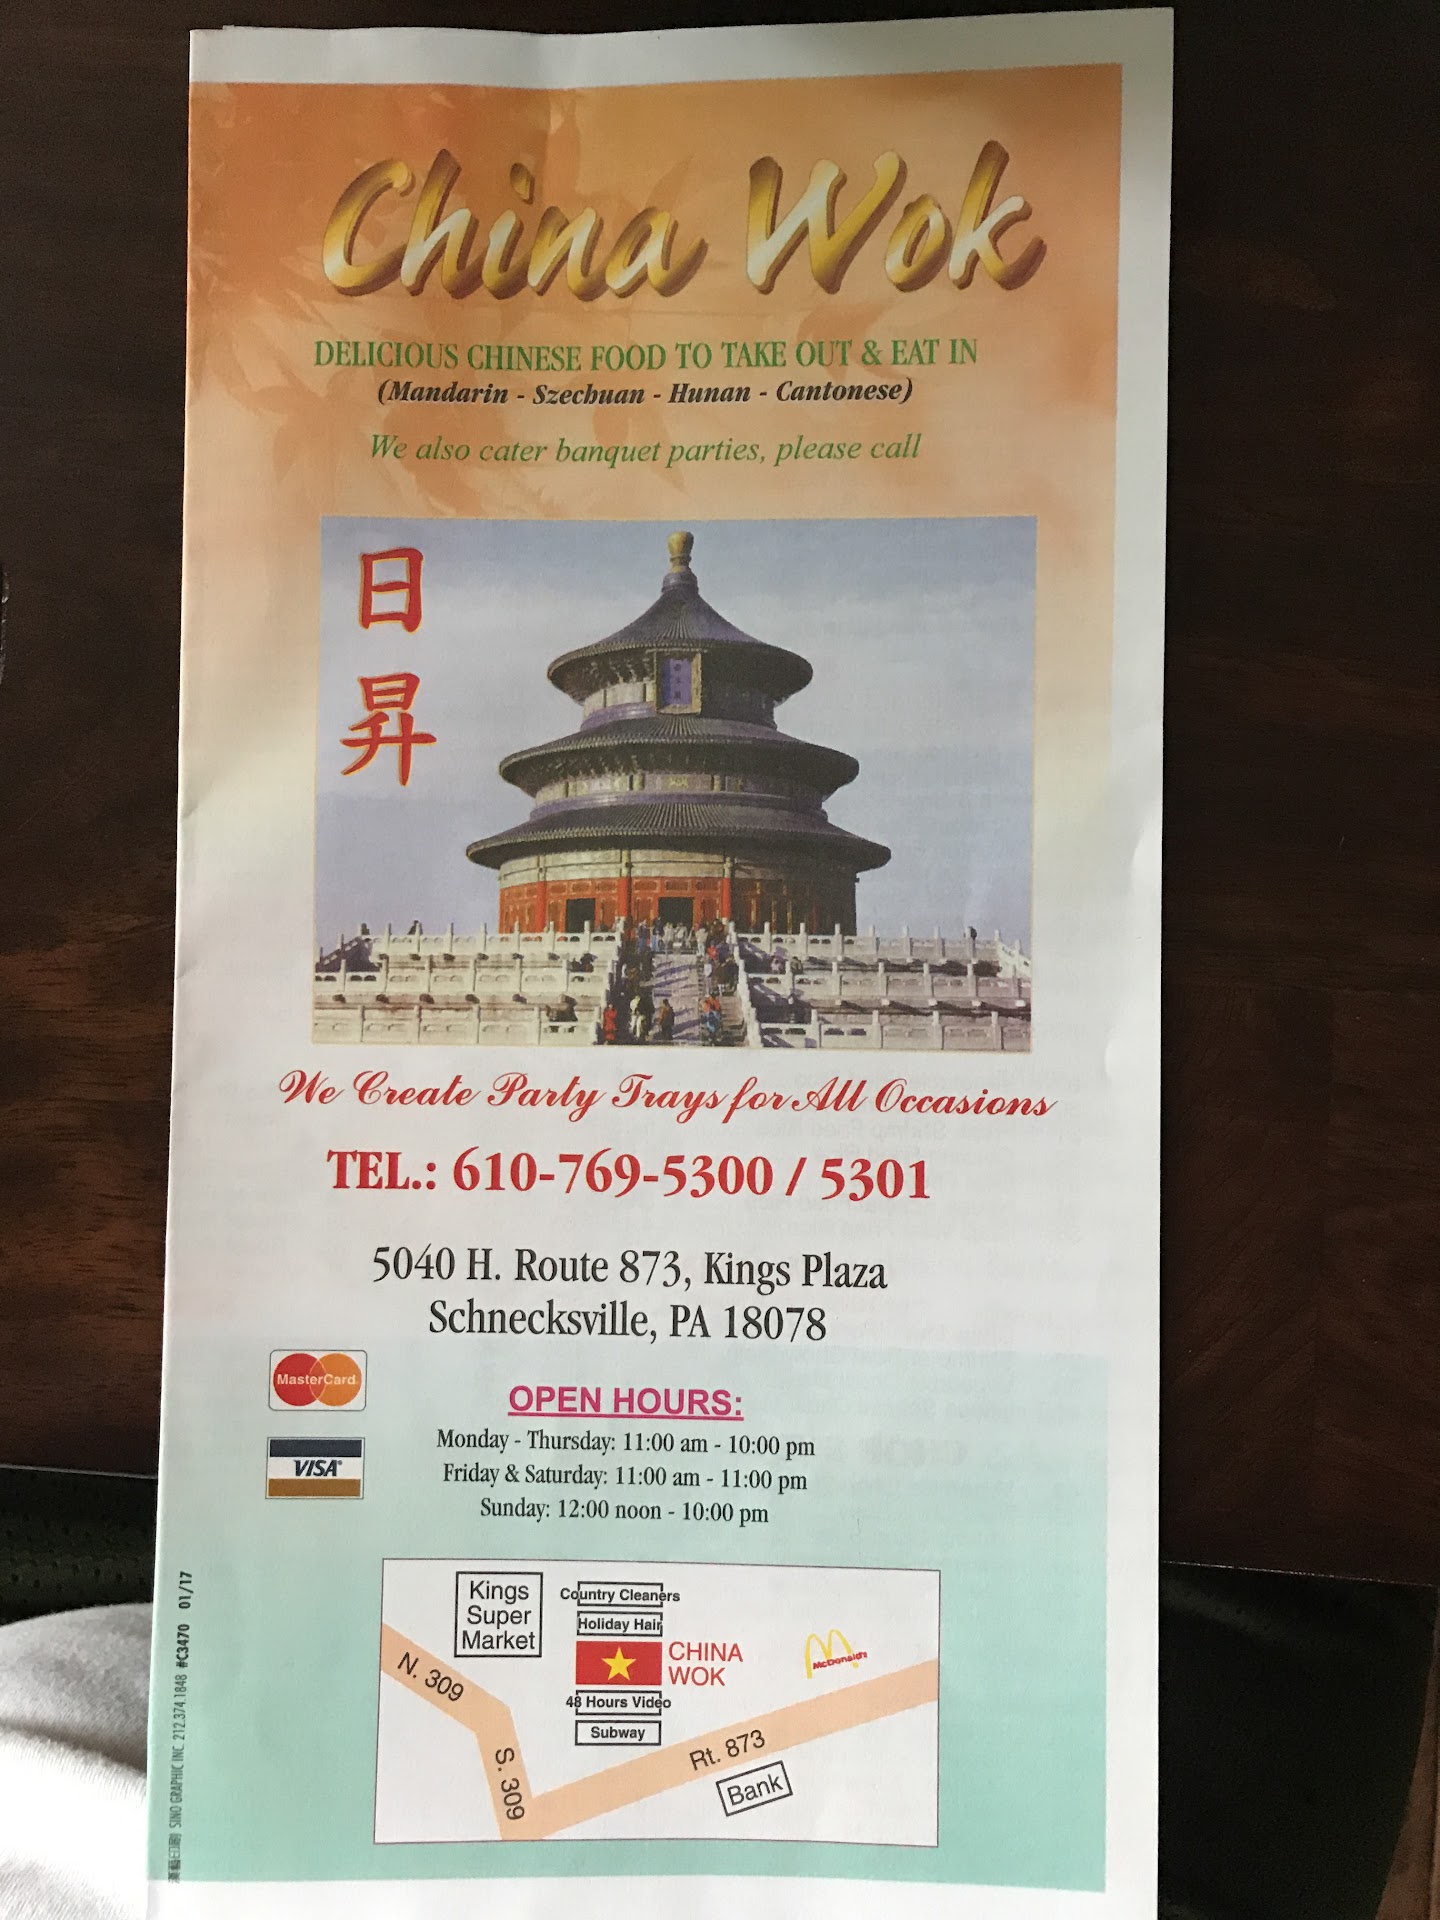 China Wok
DELICIOUS CHINESE FOOD TO TAKE OUT & EAT IN
(Mandarin - Szechuan - Hunan - Cantonese)
We also cater banquet parties, please call
日
昇
We Create Party Trays for All Occasions
TEL.: 610-769-5300 / 5301
5040 H. Route 873, Kings Plaza
Schnecksville, PA 18078
MasterCard
VISA
OPEN HOURS:
Monday - Thursday: 11:00 am - 10:00 pm
Friday & Saturday: 11:00 am - 11:00 pm
Sunday: 12:00 noon - 10:00 pm
Kings
Super
Market
Country Cleaners
Holiday Hair
CHINA
WOK
48 Hours Video
Subway
McDonald's
N. 309
S. 309
Rt. 873
Bank
SINO GRAPHIC INC. 212.374.1848 #C3470 01/17